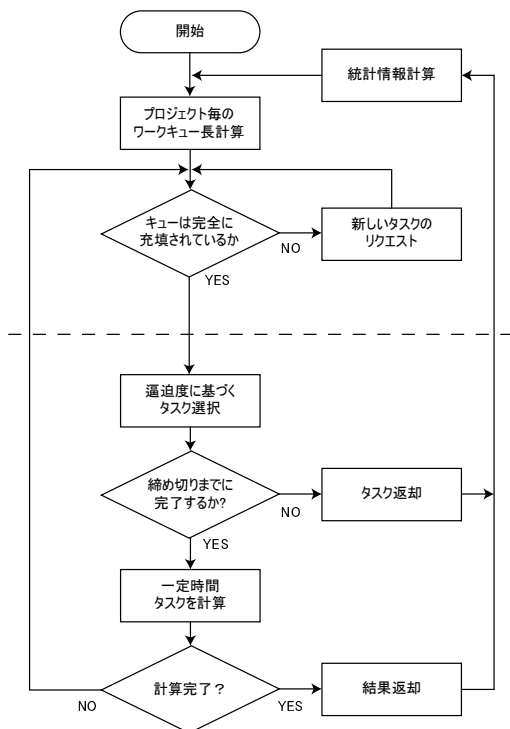 開始
統計情報計算
プロジェクト毎の
ワークキュー長計算
キューは完全に
充填されているか
NO
新しいタスクの
リクエスト
YES
逼迫度に基づく
タスク選択
締め切りまでに
完了するか?
NO
タスク返却
YES
一定時間
タスクを計算
計算完了？
NO
YES
結果返却